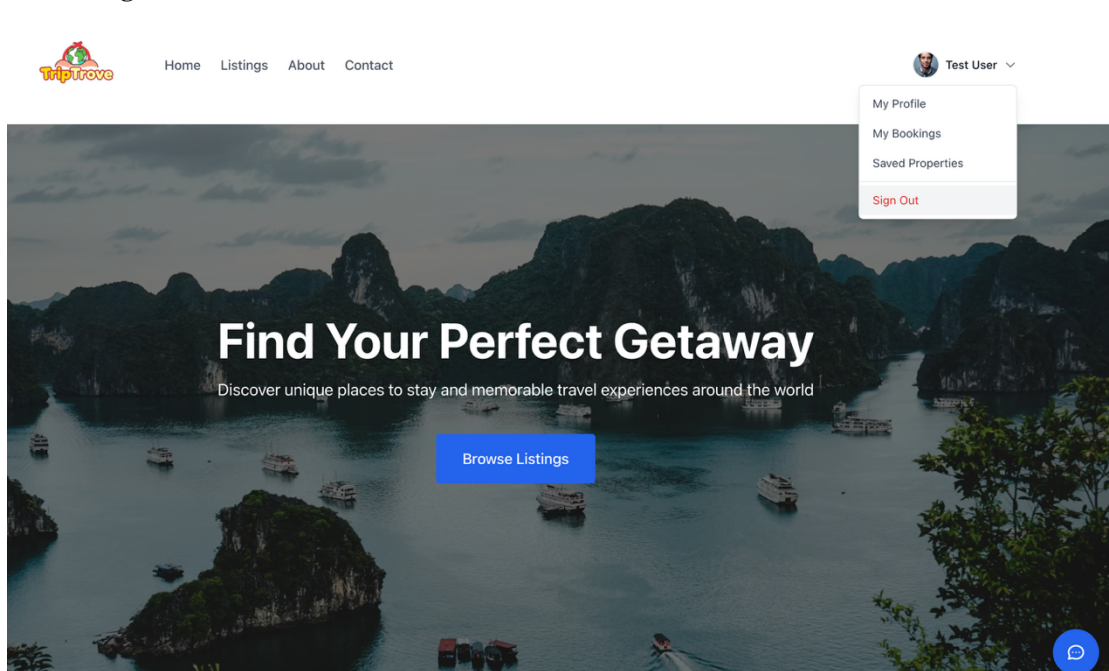 TripTrove
Home Listings About Contact
Test User
My Profile
My Bookings
Saved Properties
Sign Out
Find Your Perfect Getaway
Discover unique places to stay and memorable travel experiences around the world
Browse Listings